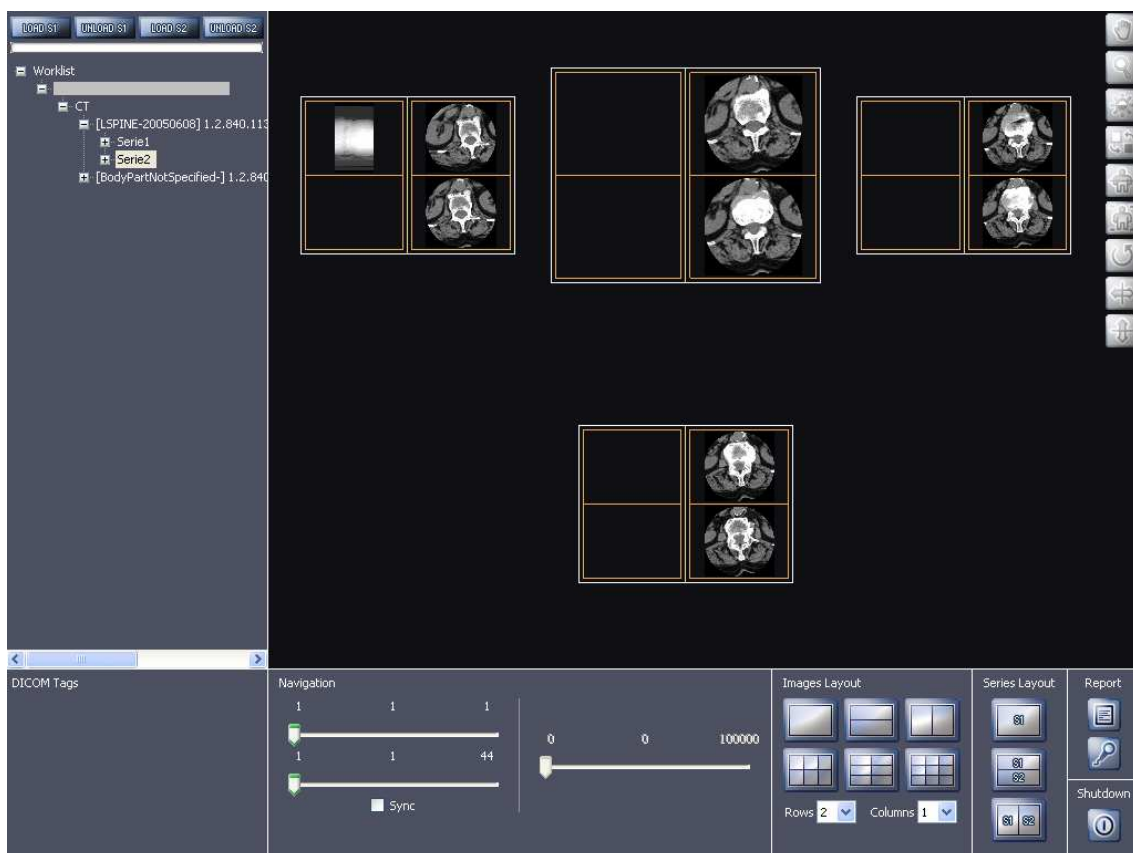 LOAD S1 UNLOAD S1 LOAD S2 UNLOAD S2
Worklist
CT
[LSPINE-20050608] 1.2.840.113
Serie1
Serie2
[BodyPartNotSpecified-] 1.2.840
DICOM Tags
Navigation
1 1 1
1 1 44
Sync
0 0 100000
Images Layout
Rows 2 Columns 1
Series Layout
S1
S1
S2
S1 S2
Report
Shutdown